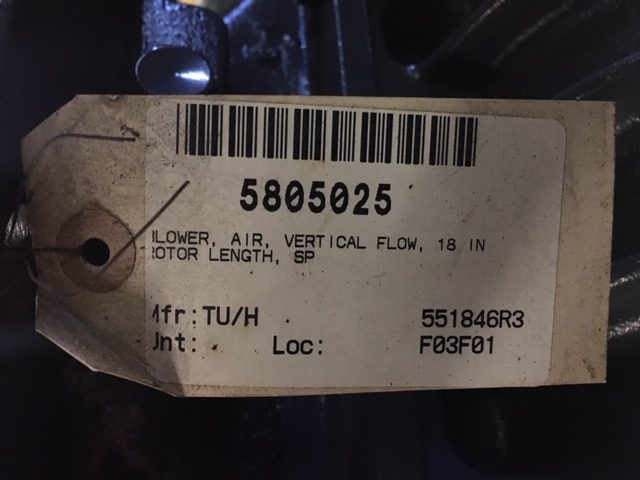 5805025
LOWER, AIR, VERTICAL FLOW, 18 IN
OTOR LENGTH, SP
fr:TU/H 551846R3
nt: Loc: F03F01